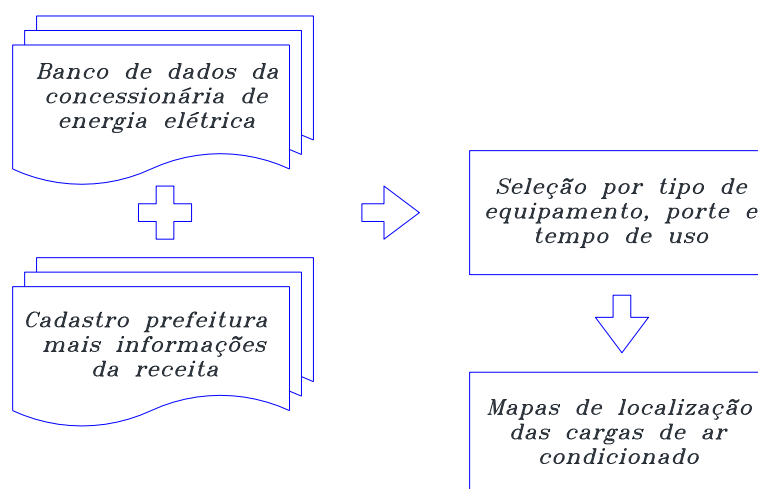 Banco de dados da
concessionária de
energia elétrica
Cadastro prefeitura
mais informações
da receita
Seleção por tipo de
equipamento, porte e
tempo de uso
Mapas de localização
das cargas de ar
condicionado